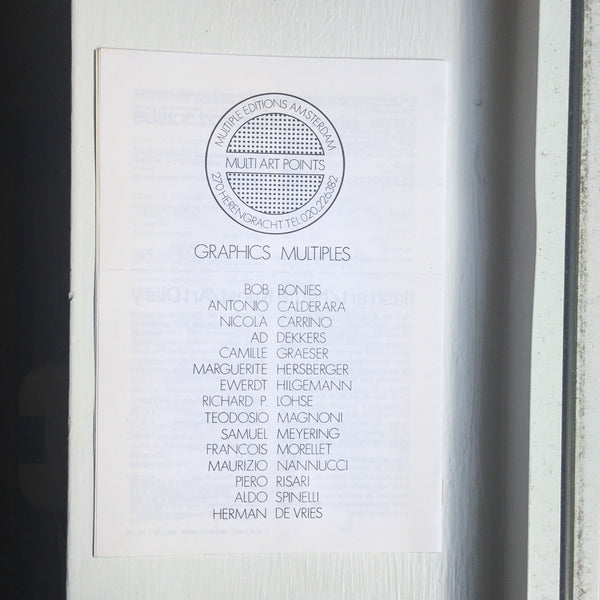 MULTIPLE EDITIONS AMSTERDAM
MULTI ART POINTS
270 HERENGRACHT TEL 020.226382
GRAPHICS MULTIPLES
BOB BONIES
ANTONIO CALDERARA
NICOLA CARRINO
AD DEKKERS
CAMILLE GRAESER
MARGUERITE HERSBERGER
EWERDT HILGEMANN
RICHARD P. LOHSE
TEODOSIO MAGNONI
SAMUEL MEYERING
FRANCOIS MORELLET
MAURIZIO NANNUCCI
PIERO RISARI
ALDO SPINELLI
HERMAN DE VRIES